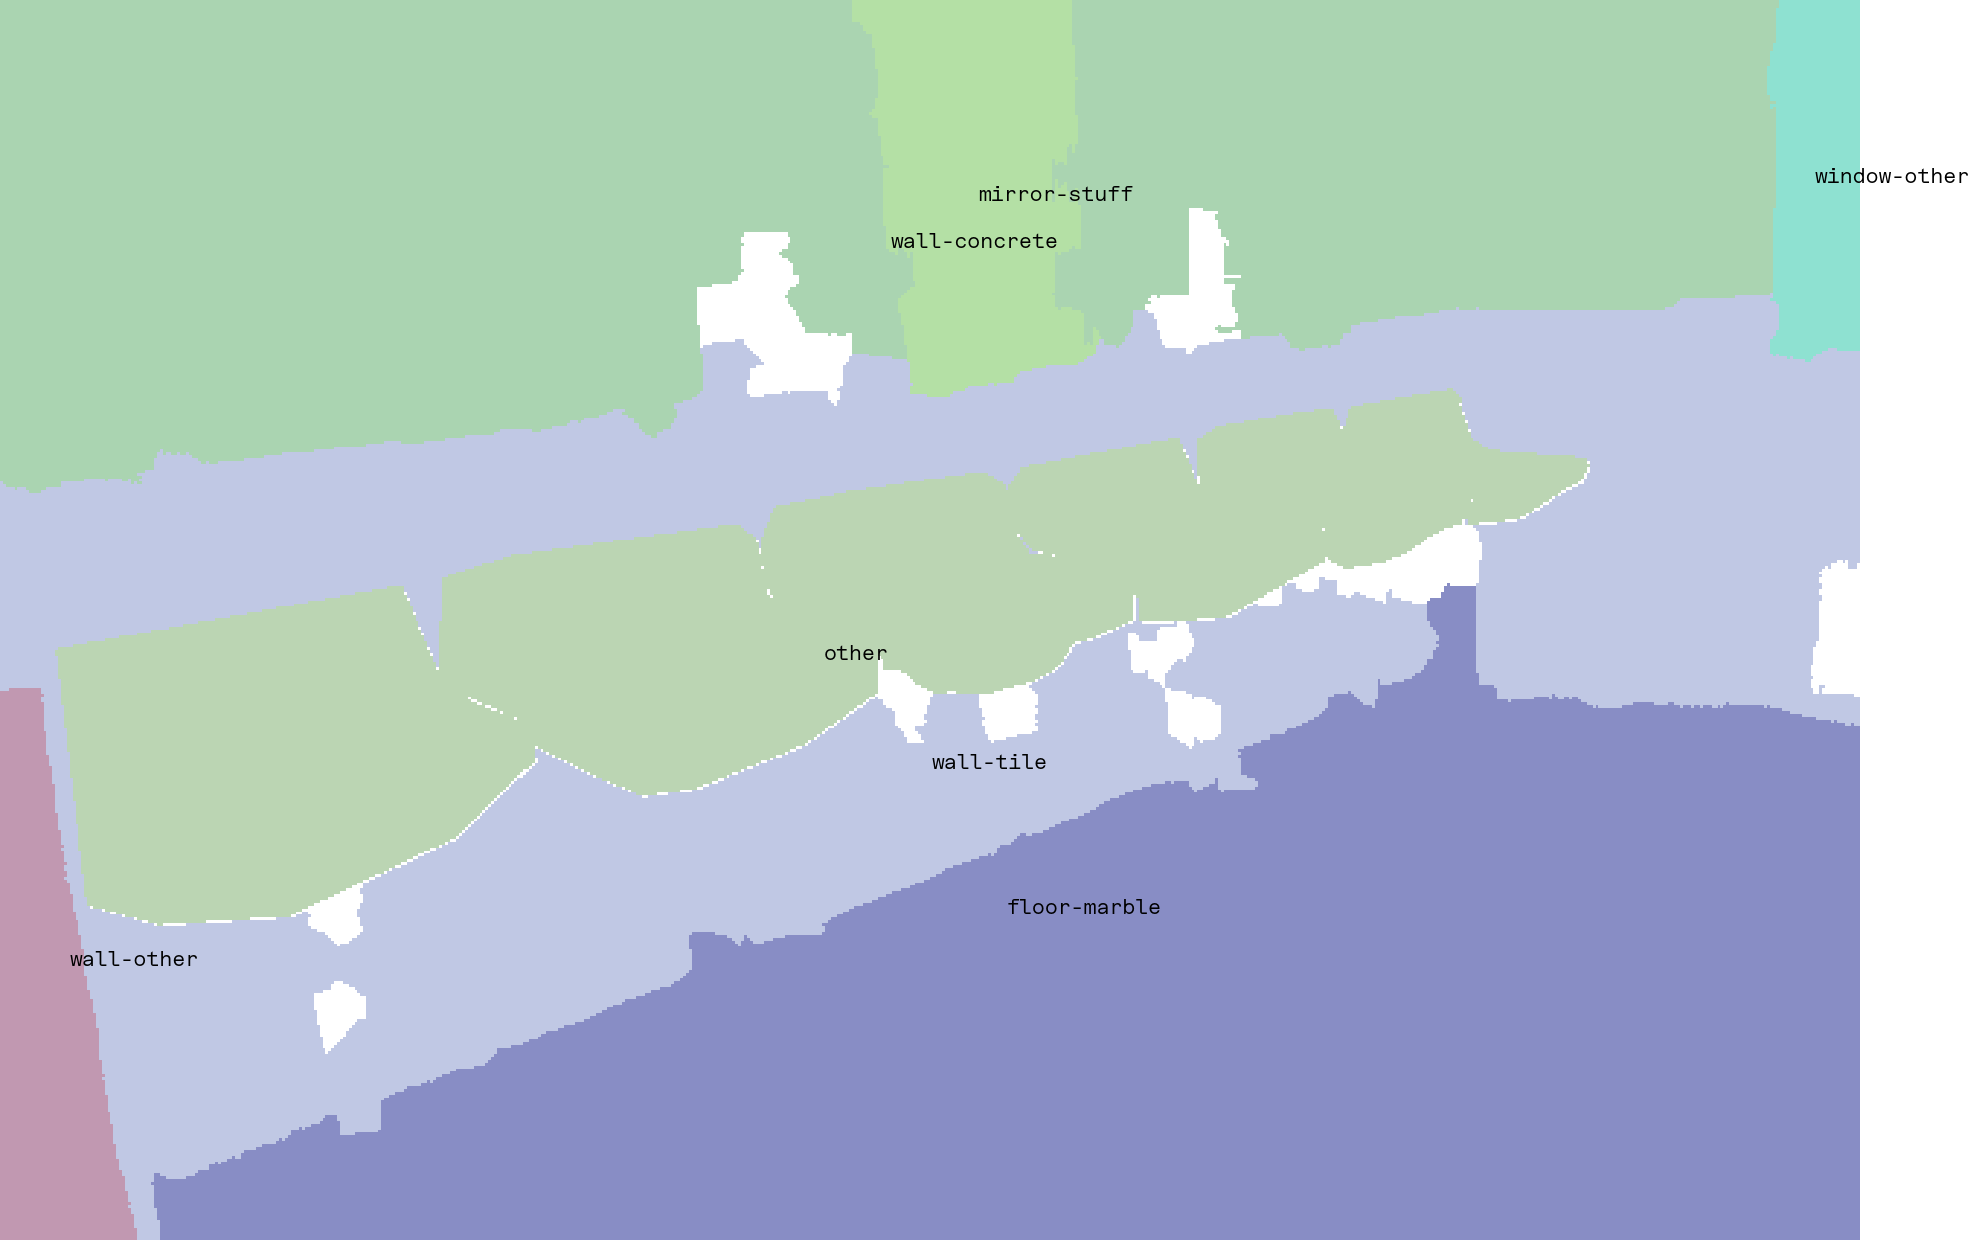 window-other
mirror-stuff
wall-concrete
other
wall-tile
floor-marble
wall-other